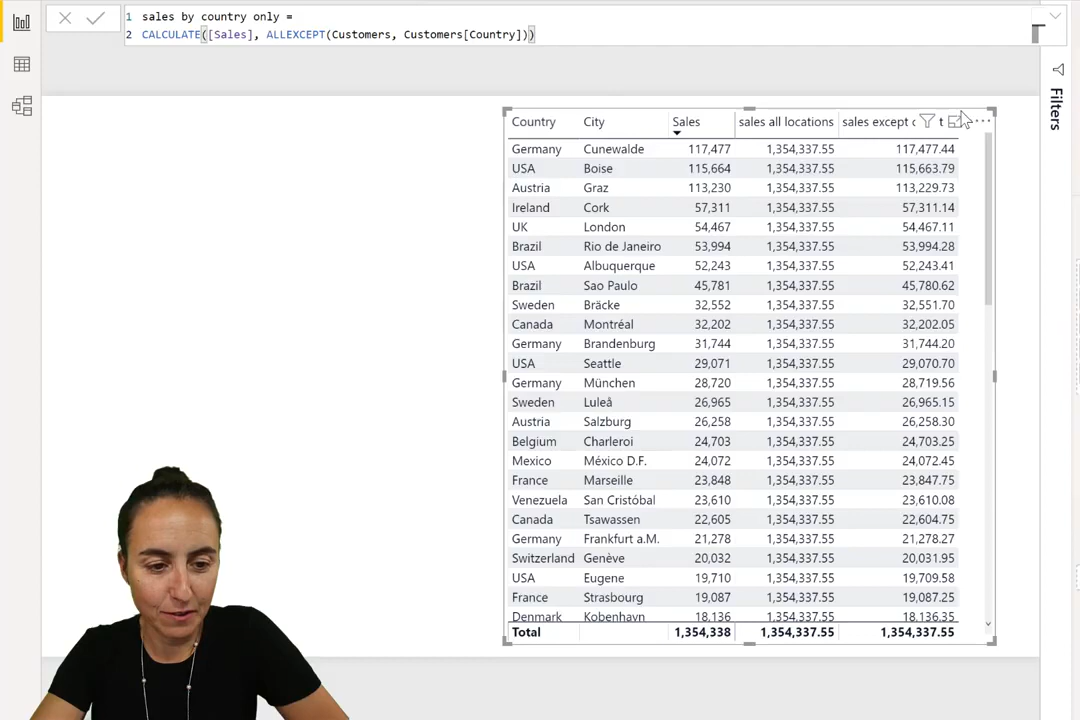 1 sales by country only =
2 CALCULATE([Sales], ALLEXCEPT(Customers, Customers[Country]))
Filters
Country City Sales sales all locations sales except c t
Germany Cunewalde 117,477 1,354,337.55 117,477.44
USA Boise 115,664 1,354,337.55 115,663.79
Austria Graz 113,230 1,354,337.55 113,229.73
Ireland Cork 57,311 1,354,337.55 57,311.14
UK London 54,467 1,354,337.55 54,467.11
Brazil Rio de Janeiro 53,994 1,354,337.55 53,994.28
USA Albuquerque 52,243 1,354,337.55 52,243.41
Brazil Sao Paulo 45,781 1,354,337.55 45,780.62
Sweden Bräcke 32,552 1,354,337.55 32,551.70
Canada Montréal 32,202 1,354,337.55 32,202.05
Germany Brandenburg 31,744 1,354,337.55 31,744.20
USA Seattle 29,071 1,354,337.55 29,070.70
Germany München 28,720 1,354,337.55 28,719.56
Sweden Luleå 26,965 1,354,337.55 26,965.15
Austria Salzburg 26,258 1,354,337.55 26,258.30
Belgium Charleroi 24,703 1,354,337.55 24,703.25
Mexico México D.F. 24,072 1,354,337.55 24,072.45
France Marseille 23,848 1,354,337.55 23,847.75
Venezuela San Cristóbal 23,610 1,354,337.55 23,610.08
Canada Tsawassen 22,605 1,354,337.55 22,604.75
Germany Frankfurt a.M. 21,278 1,354,337.55 21,278.27
Switzerland Genève 20,032 1,354,337.55 20,031.95
USA Eugene 19,710 1,354,337.55 19,709.58
France Strasbourg 19,087 1,354,337.55 19,087.25
Denmark Kobenhavn 18,136 1,354,337.55 18,136.35
Total 1,354,338 1,354,337.55 1,354,337.55